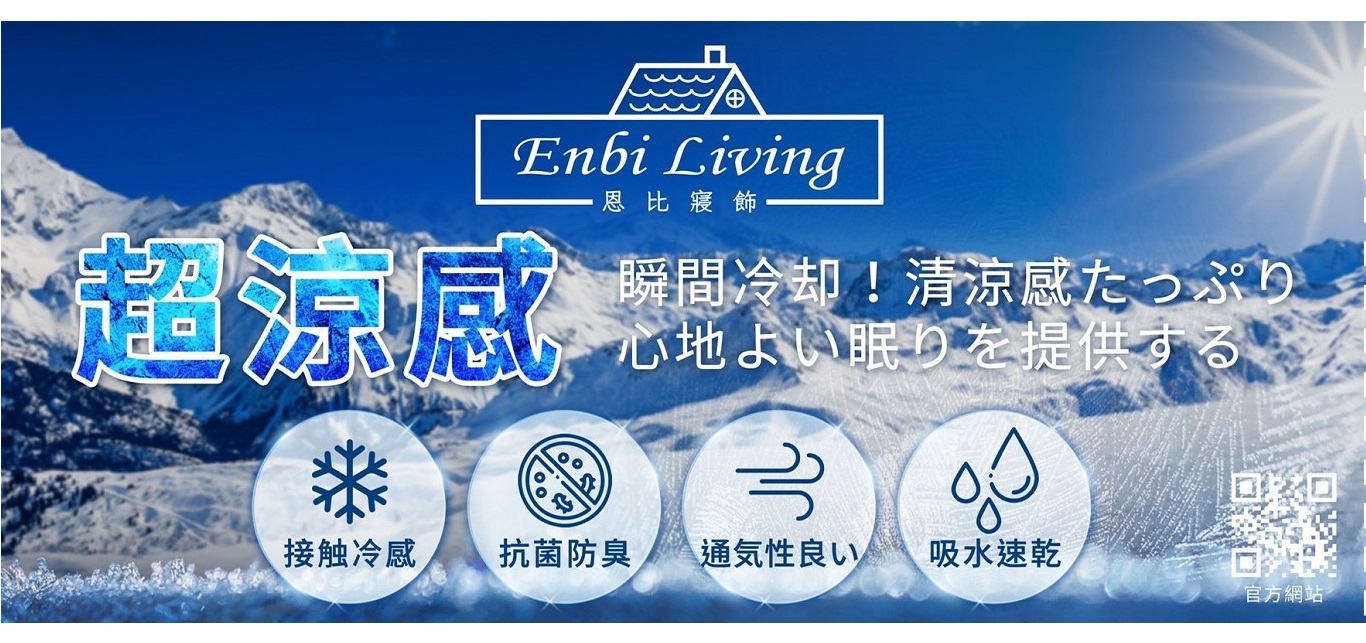 Enbi Living
恩比寢飾
超涼感
瞬間冷却！清涼感たっぷり
心地よい眠りを提供する
接触冷感
抗菌防臭
通気性良い
吸水速乾
官方網站